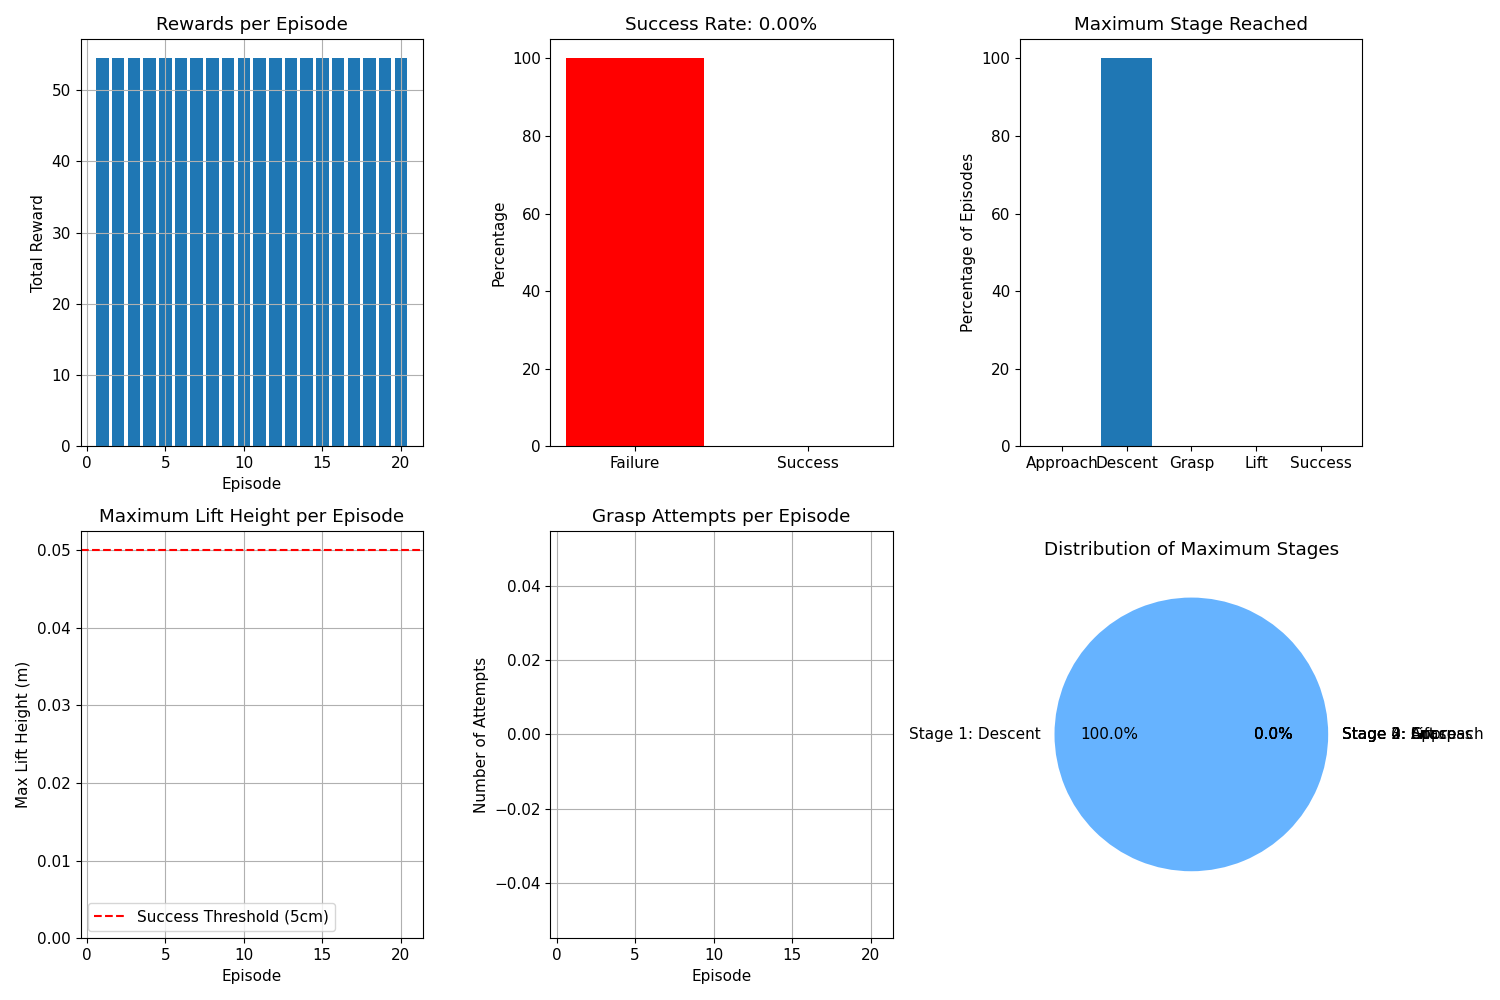 Rewards per Episode
Total Reward
50
40
30
20
10
0
0 5 10 15 20
Episode
Success Rate: 0.00%
Percentage
100
80
60
40
20
0
Failure Success
Maximum Stage Reached
Percentage of Episodes
100
80
60
40
20
0
Approach Descent Grasp Lift Success
Maximum Lift Height per Episode
Max Lift Height (m)
0.05
0.04
0.03
0.02
0.01
0.00
Success Threshold (5cm)
0 5 10 15 20
Episode
Grasp Attempts per Episode
Number of Attempts
0.04
0.02
0.00
−0.02
−0.04
0 5 10 15 20
Episode
Distribution of Maximum Stages
Stage 1: Descent 100.0% 0.0% Stage